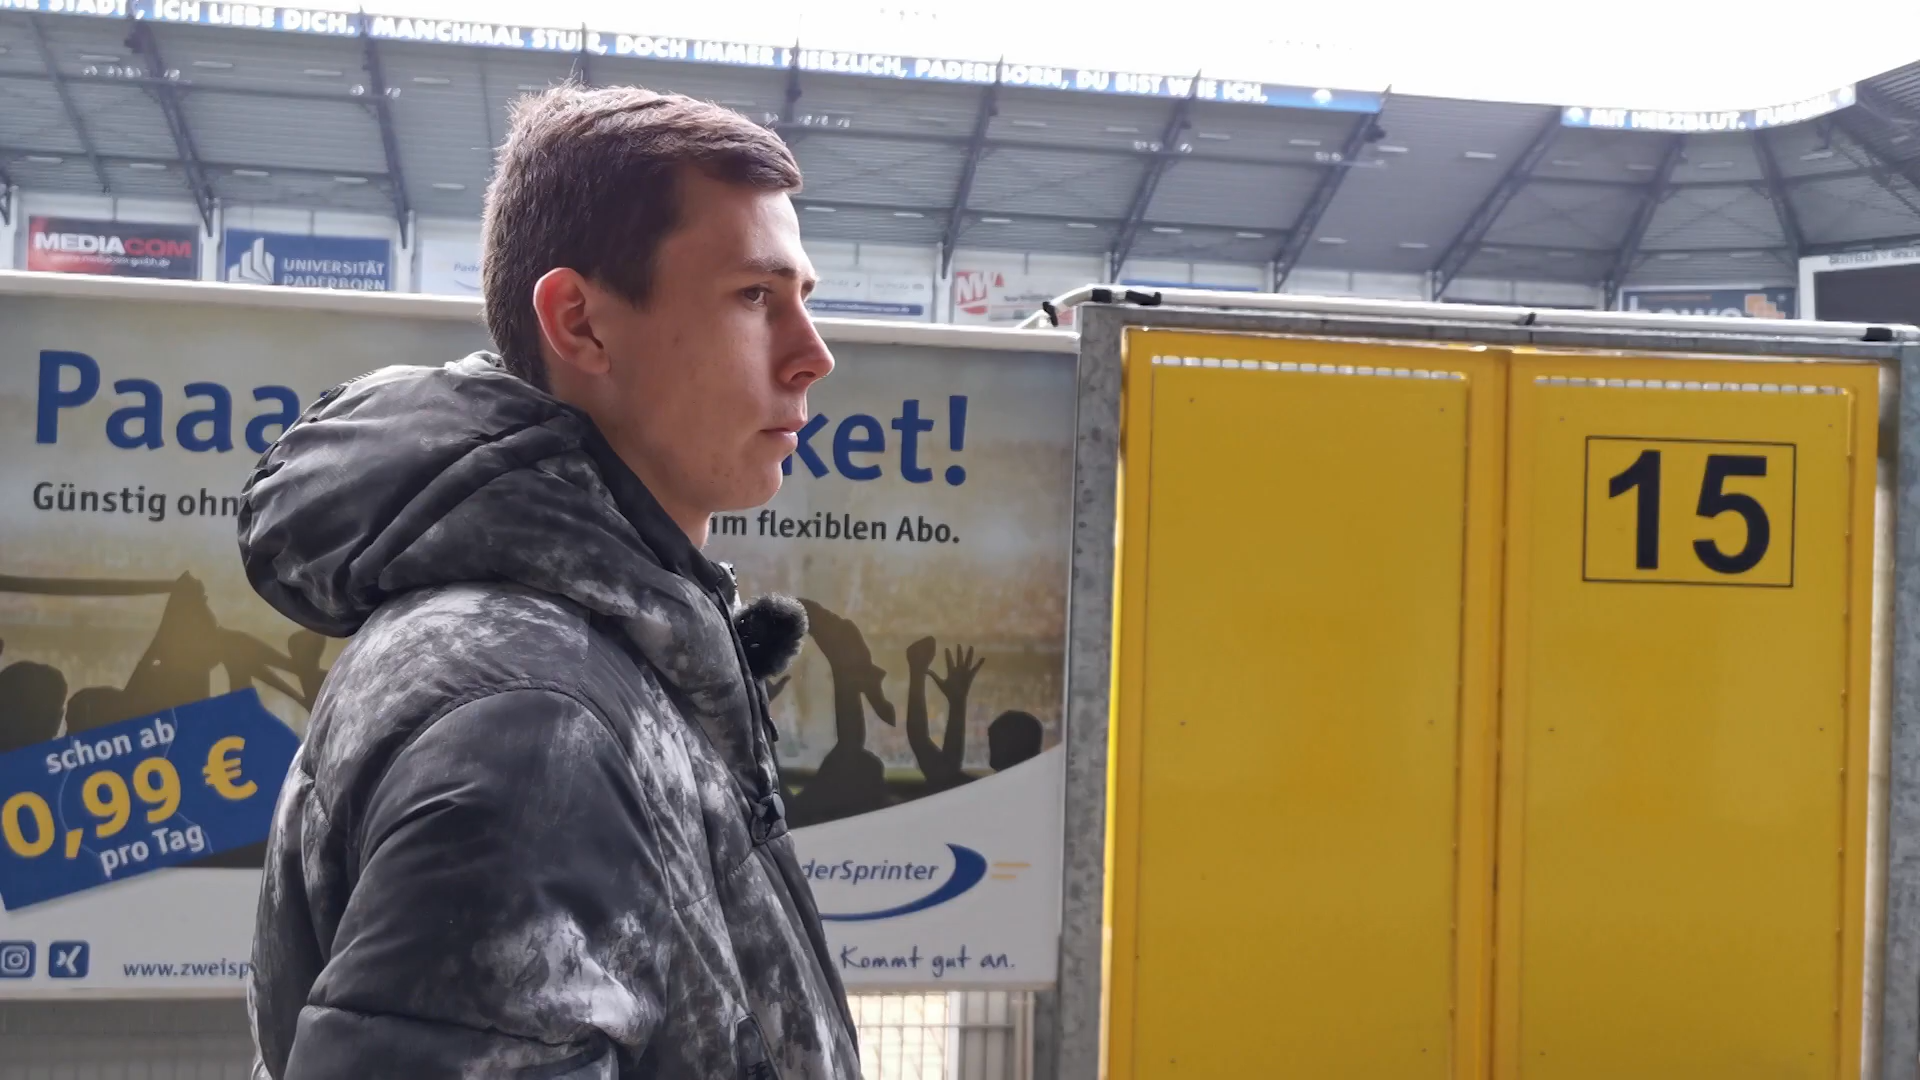 NE STADT, ICH LIEBE DICH. MANCHMAL STUR, DOCH IMMER HERZLICH, PADERBORN, DU BIST WIE ICH.
MIT HERZBLUT.
MEDIACOM
UNIVERSITÄT
PADERBORN
NW
Paaa
ket!
Günstig ohn
im flexiblen Abo.
15
schon ab
0,99 €
pro Tag
derSprinter
Kommt gut an.
www.zweisp